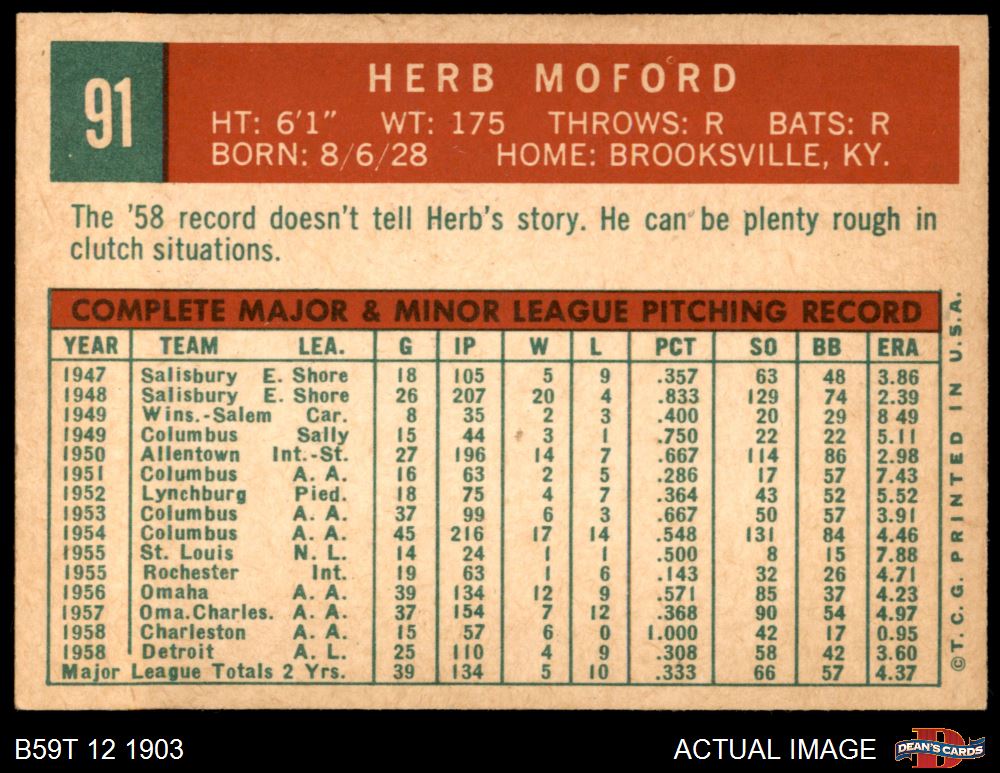 91
HERB MOFORD
HT: 6'1" WT: 175 THROWS: R BATS: R
BORN: 8/6/28 HOME: BROOKSVILLE, KY.
The '58 record doesn't tell Herb's story. He can be plenty rough in
clutch situations.
COMPLETE MAJOR & MINOR LEAGUE PITCHING RECORD
YEAR TEAM LEA. G IP W L PCT SO BB ERA
1947 Salisbury E. Shore 18 105 5 9 .357 63 48 3.86
1948 Salisbury E. Shore 26 207 20 4 .833 129 74 2.39
1949 Wins.-Salem Car. 8 35 2 3 .400 20 29 8 49
1949 Columbus Sally 15 44 3 1 .750 22 22 5.11
1950 Allentown Int.-St. 27 196 14 7 .667 114 86 2.98
1951 Columbus A. A. 16 63 2 5 .286 17 57 7.43
1952 Lynchburg Pied. 18 75 4 7 .364 43 52 5.52
1953 Columbus A. A. 37 99 6 3 .667 50 57 3.91
1954 Columbus A. A. 45 216 17 14 .548 131 84 4.46
1955 St. Louis N. L. 14 24 1 1 .500 8 15 7.88
1955 Rochester Int. 19 63 1 6 .143 32 26 4.71
1956 Omaha A. A. 39 134 12 9 .571 85 37 4.23
1957 Oma.Charles. A. A. 37 154 7 12 .368 90 54 4.97
1958 Charleston A. A. 15 57 6 0 1.000 42 17 0.95
1958 Detroit A. L. 25 110 4 9 .308 58 42 3.60
Major League Totals 2 Yrs. 39 134 5 10 .333 66 57 4.37
©T. C. G. PRINTED IN U.S.A.
B59T 12 1903
ACTUAL IMAGE
D
DEAN'S CARDS